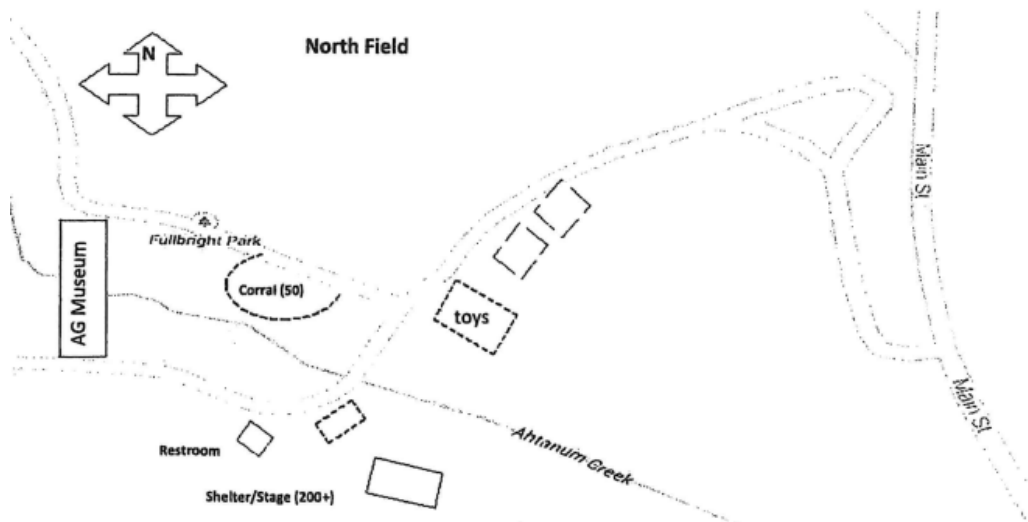 North Field
N
Main St
Fullbright Park
AG Museum
Corral (50)
toys
Main St
Ahtanum Creek
Restroom
Shelter/Stage (200+)